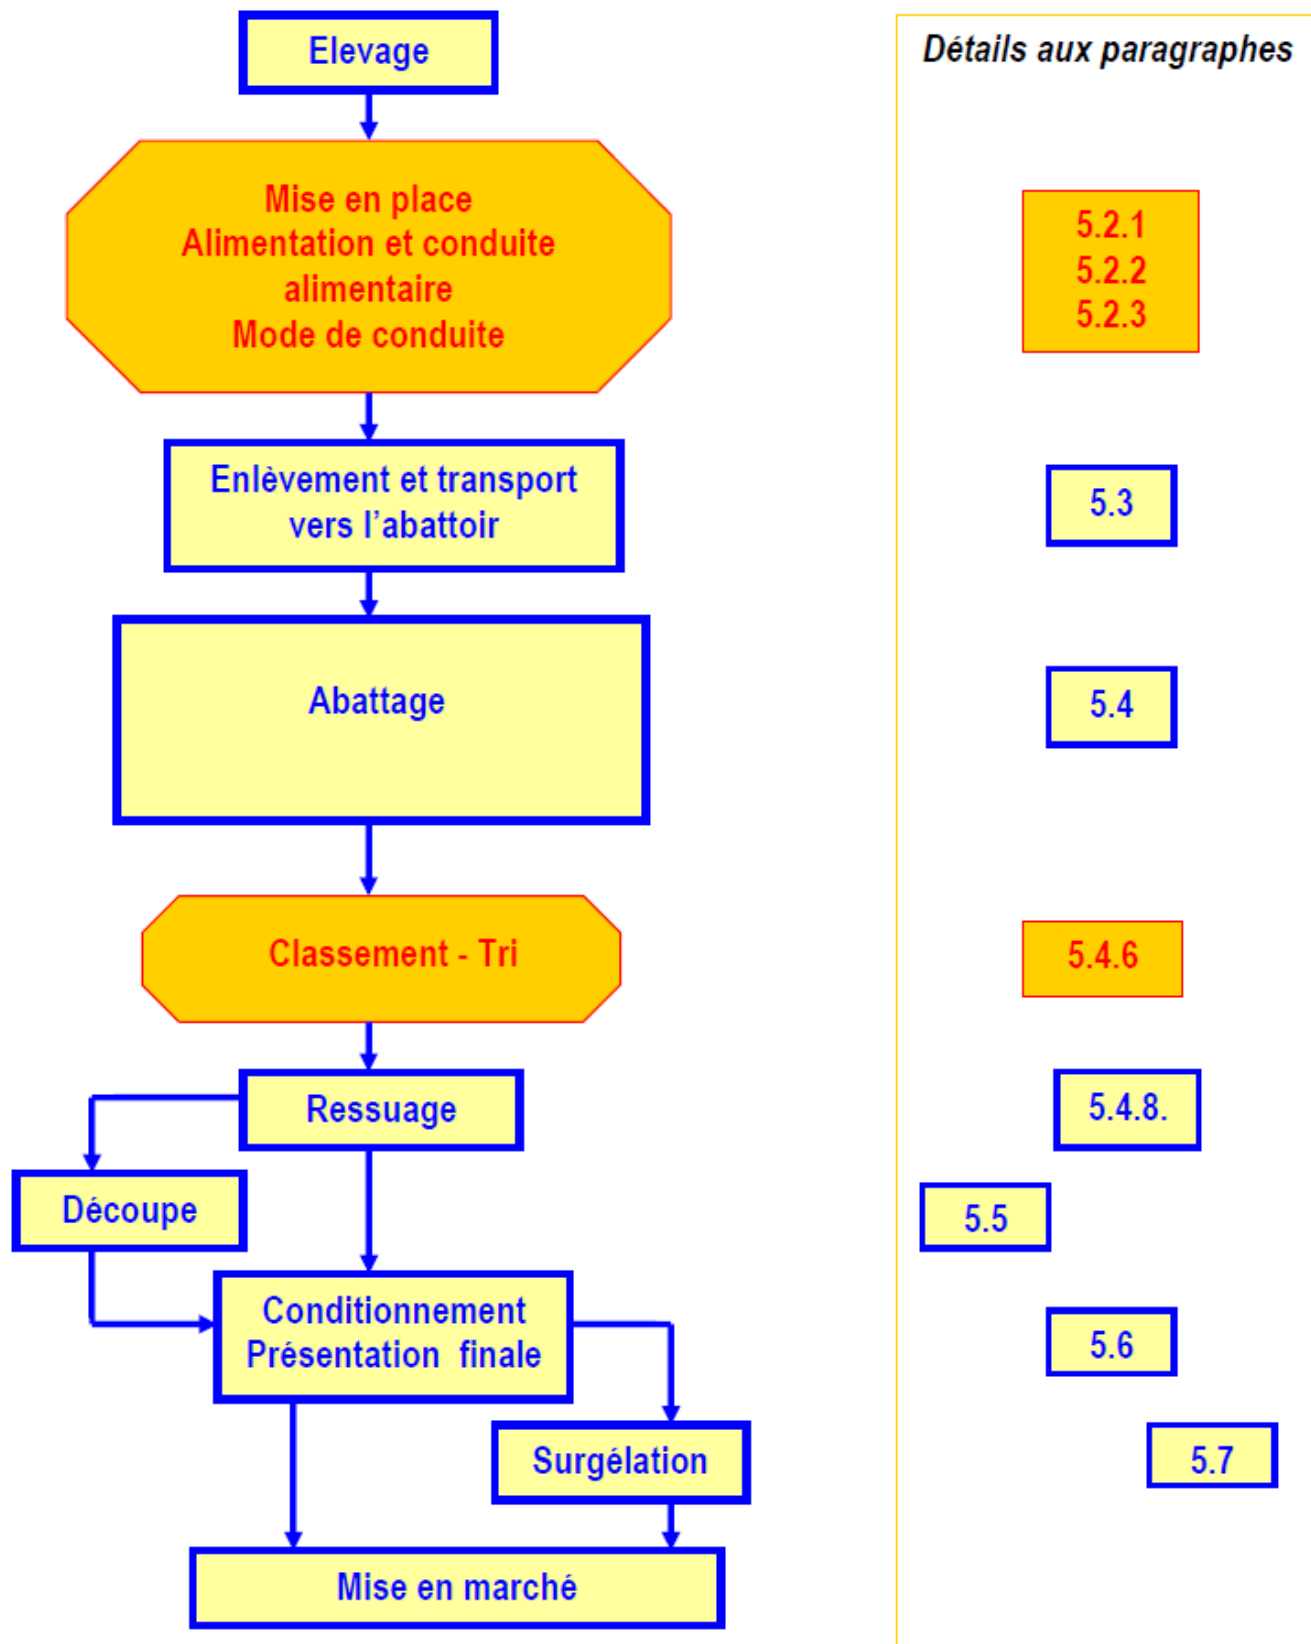 Elevage
Détails aux paragraphes
Mise en place
Alimentation et conduite
alimentaire
Mode de conduite
5.2.1
5.2.2
5.2.3
Enlèvement et transport
vers l'abattoir
5.3
Abattage
5.4
Classement - Tri
5.4.6
Ressuage
5.4.8.
Découpe
5.5
Conditionnement
Présentation finale
5.6
Surgélation
5.7
Mise en marché